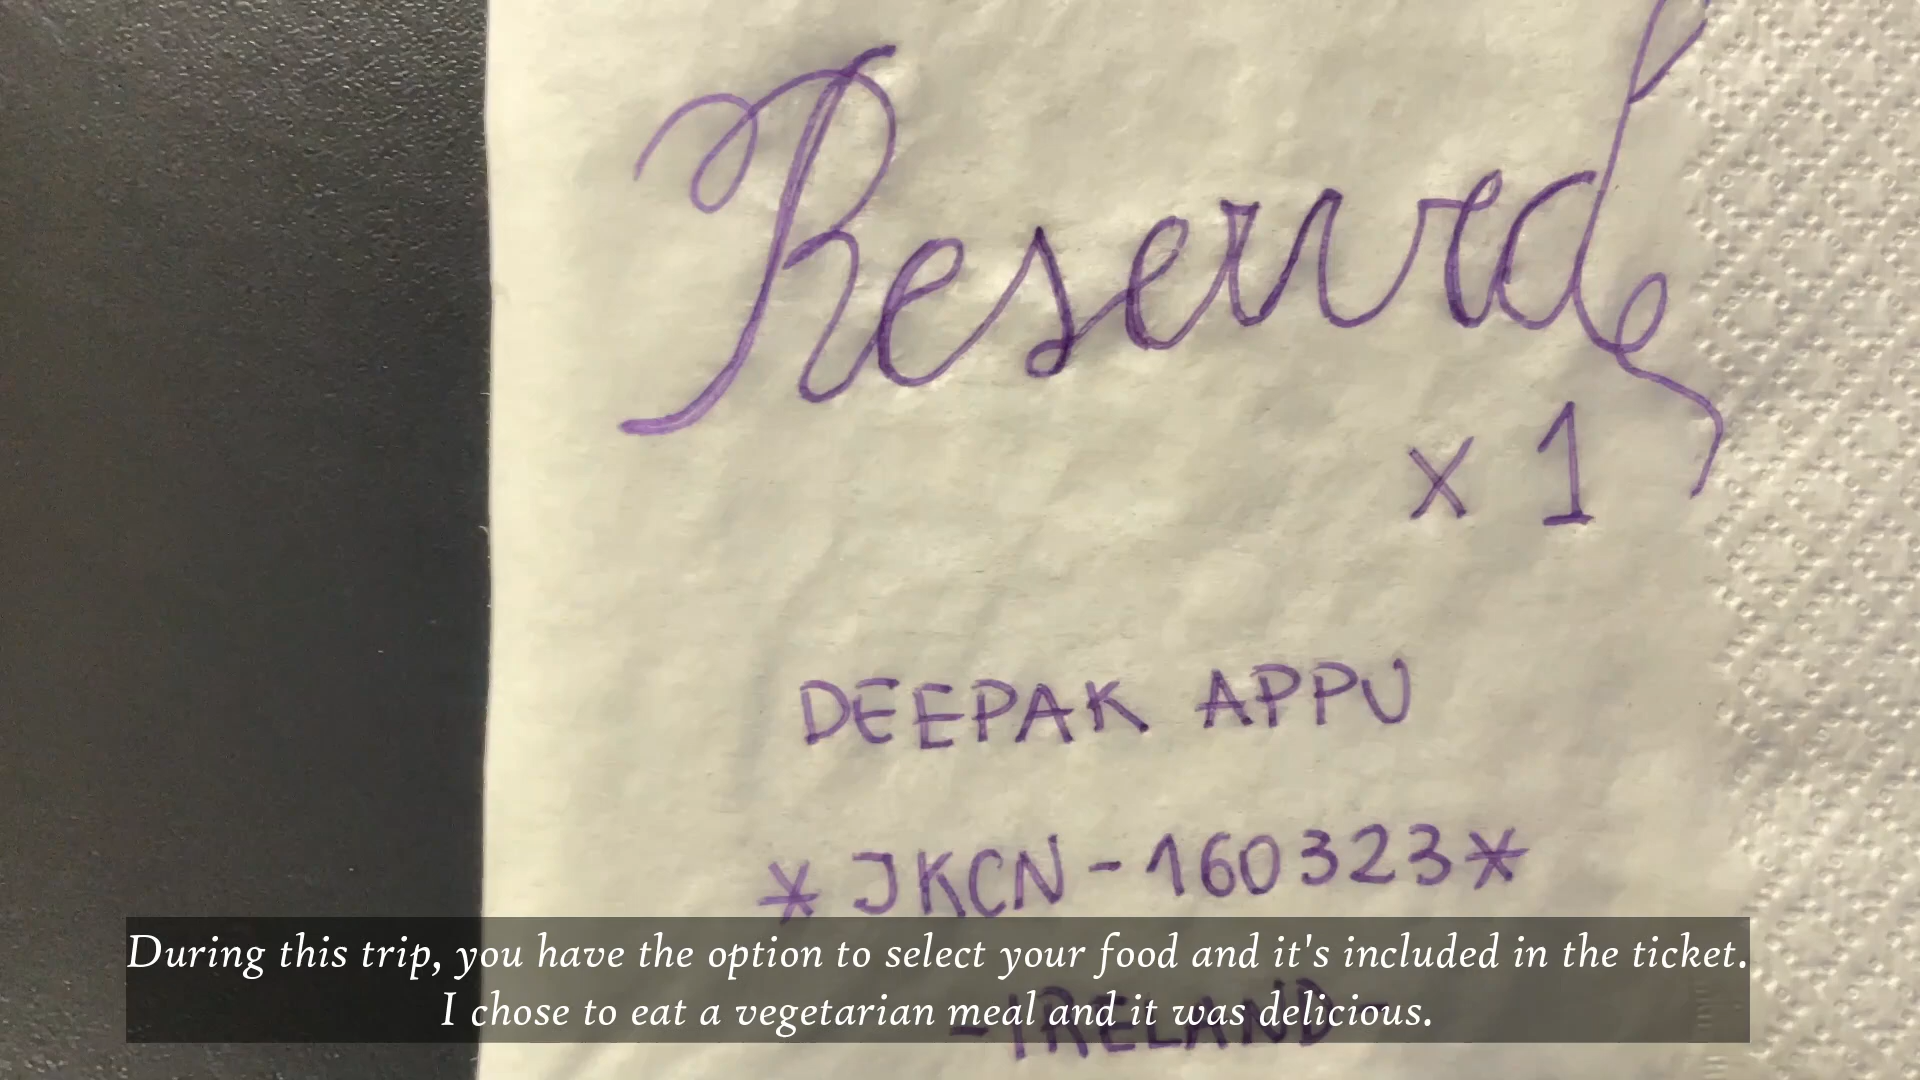 Reserved
x 1
DEEPAK APPU
* JKCN - 160323 *
- IRELAND -
During this trip, you have the option to select your food and it's included in the ticket.
I chose to eat a vegetarian meal and it was delicious.